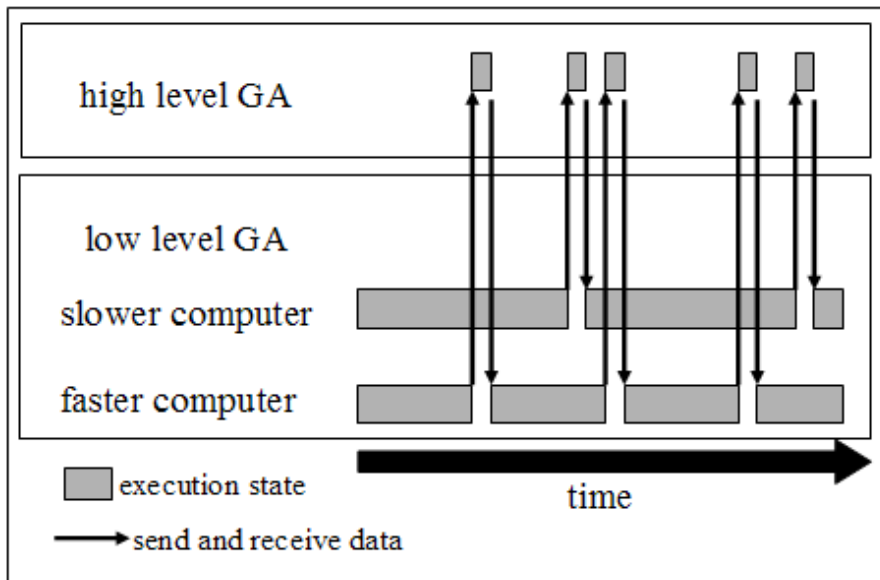 high level GA
low level GA
slower computer
faster computer
execution state
time
send and receive data